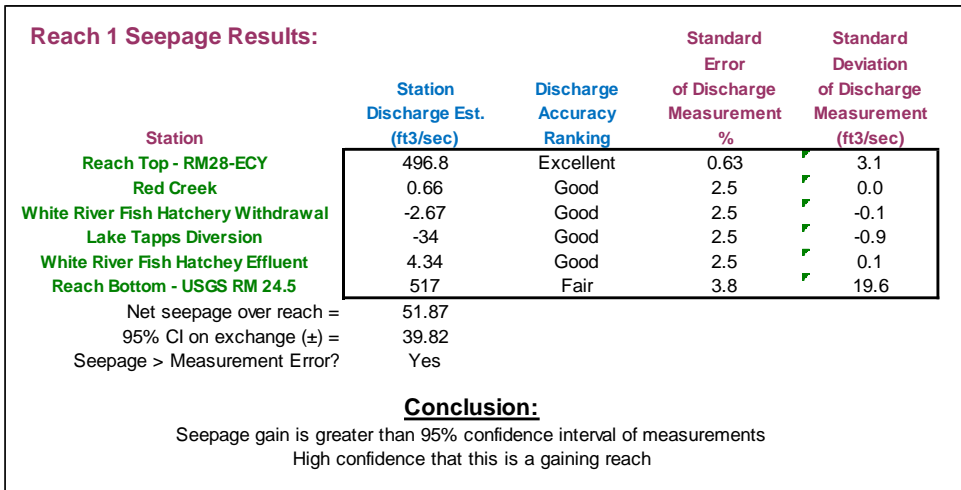 Reach 1 Seepage Results:
Standard Standard
Error Deviation
Station Discharge of Discharge of Discharge
Discharge Est. Accuracy Measurement Measurement
Station (ft3/sec) Ranking % (ft3/sec)
Reach Top - RM28-ECY 496.8 Excellent 0.63 3.1
Red Creek 0.66 Good 2.5 0.0
White River Fish Hatchery Withdrawal -2.67 Good 2.5 -0.1
Lake Tapps Diversion -34 Good 2.5 -0.9
White River Fish Hatchey Effluent 4.34 Good 2.5 0.1
Reach Bottom - USGS RM 24.5 517 Fair 3.8 19.6
Net seepage over reach = 51.87
95% CI on exchange (±) = 39.82
Seepage > Measurement Error? Yes
Conclusion:
Seepage gain is greater than 95% confidence interval of measurements
High confidence that this is a gaining reach